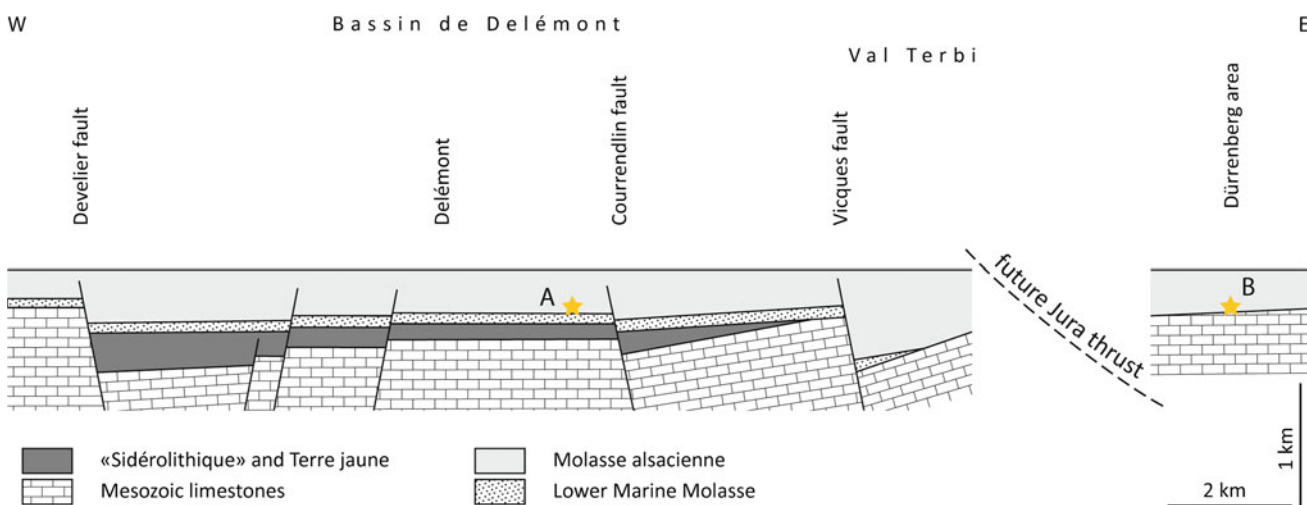 W
Bassin de Delémont
E
Val Terbi
Develier fault
Delémont
Courrendlin fault
Vicques fault
Dürrenberg area
A
B
future Jura thrust
«Sidérolithique» and Terre jaune
Molasse alsacienne
Mesozoic limestones
Lower Marine Molasse
2 km
1 km